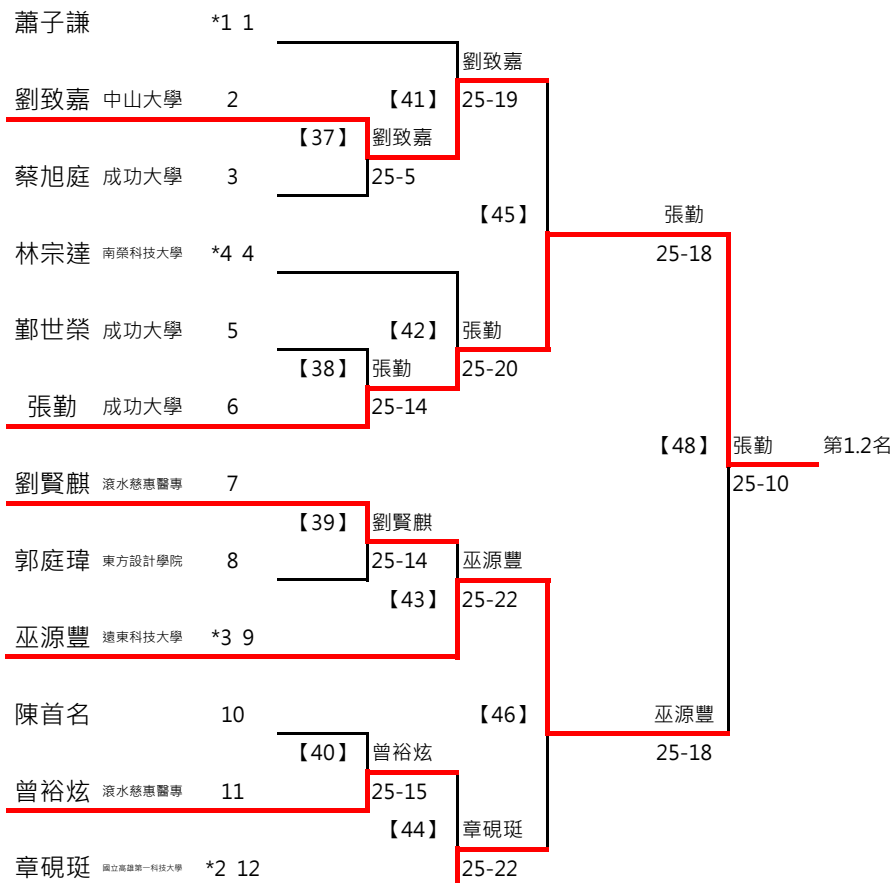 蕭子謙 *1 1
劉致嘉
劉致嘉 中山大學 2 【41】 25-19
【37】 劉致嘉
蔡旭庭 成功大學 3 25-5
【45】 張勤
林宗達 南榮科技大學 *4 4 25-18
鄞世榮 成功大學 5 【42】 張勤
【38】 張勤 25-20
張勤 成功大學 6 25-14
【48】 張勤 第1.2名
劉賢麒 滾水慈惠醫專 7 25-10
【39】 劉賢麒
郭庭瑋 東方設計學院 8 25-14 巫源豐
【43】 25-22
巫源豐 遠東科技大學 *3 9
陳首名 10 【46】 巫源豐
【40】 曾裕炫 25-18
曾裕炫 滾水慈惠醫專 11 25-15
【44】 章硯珽
章硯珽 國立高雄第一科技大學 *2 12 25-22